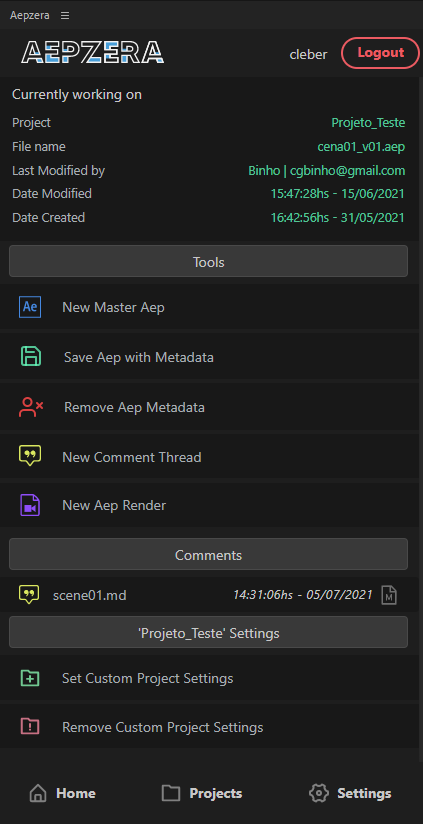 Aepzera
AEPZERA
cleber
Logout
Currently working on
Project Projeto_Teste
File name cena01_v01.aep
Last Modified by Binho | cgbinho@gmail.com
Date Modified 15:47:28hs - 15/06/2021
Date Created 16:42:56hs - 31/05/2021
Tools
Ae New Master Aep
Save Aep with Metadata
Remove Aep Metadata
New Comment Thread
New Aep Render
Comments
scene01.md 14:31:06hs - 05/07/2021 M
'Projeto_Teste' Settings
Set Custom Project Settings
Remove Custom Project Settings
Home Projects Settings